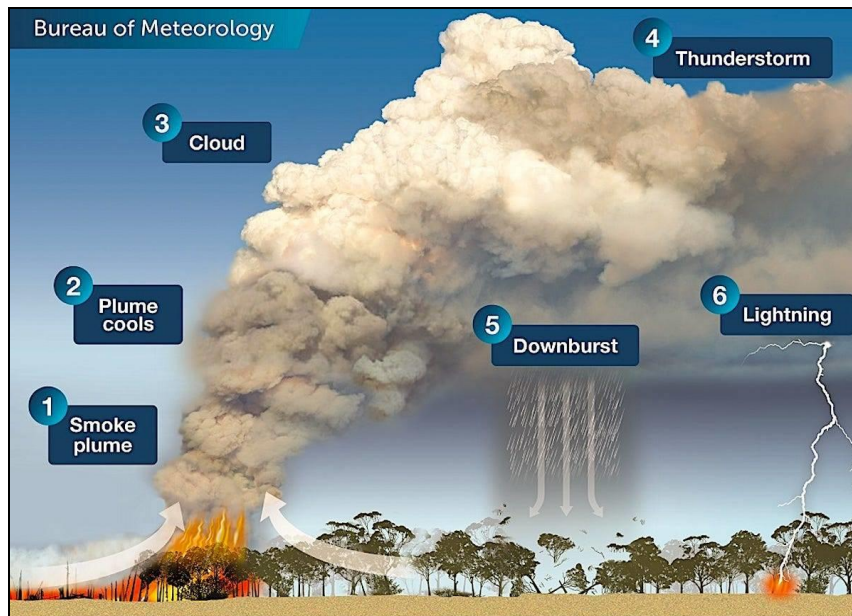 Bureau of Meteorology
4
Thunderstorm
3
Cloud
2
Plume
cools
6
Lightning
5
Downburst
1
Smoke
plume